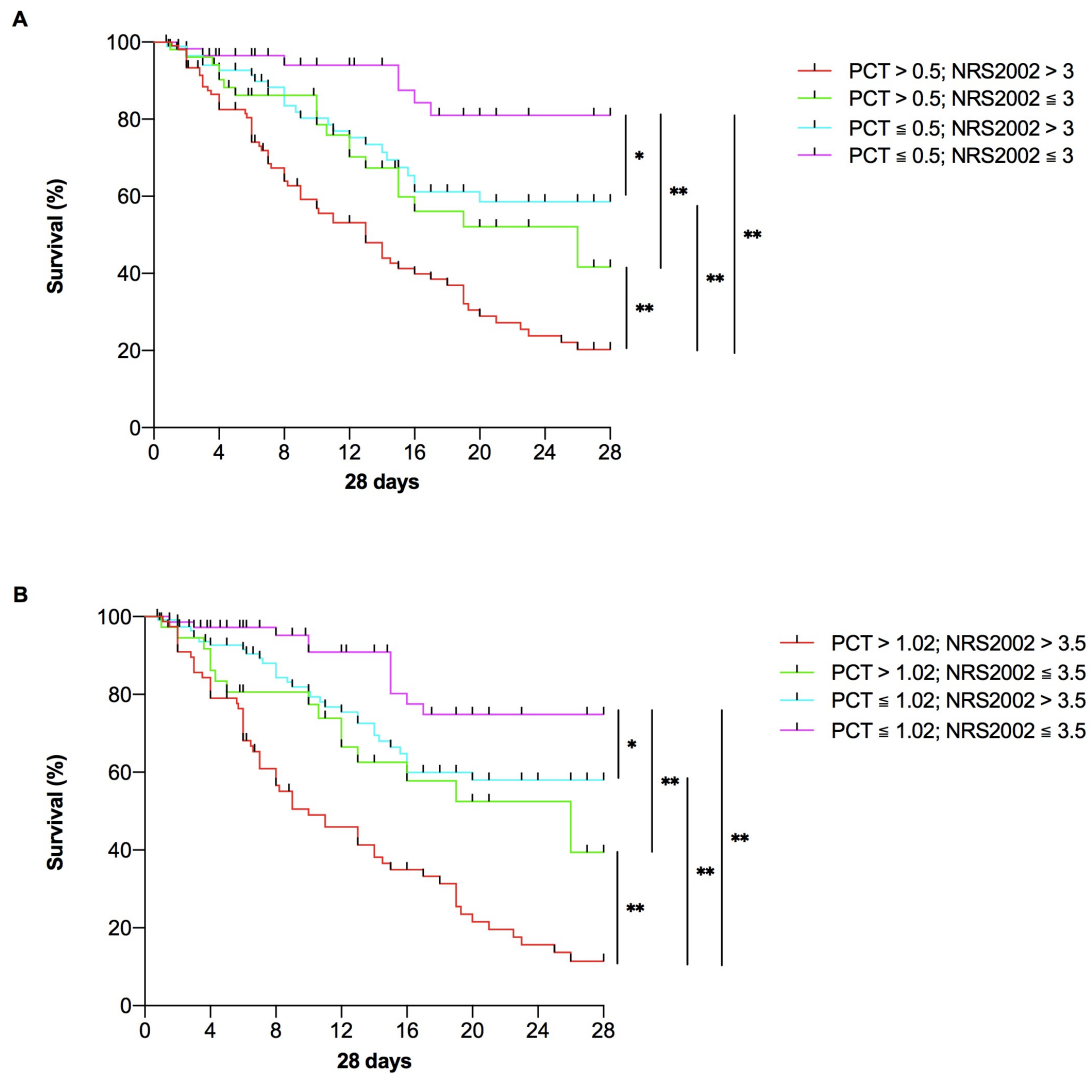 A
100
80
60
40
20
0
Survival (%)
0 4 8 12 16 20 24 28
28 days
PCT > 0.5; NRS2002 > 3
PCT > 0.5; NRS2002 ≦ 3
PCT ≦ 0.5; NRS2002 > 3
PCT ≦ 0.5; NRS2002 ≦ 3
*
**
**
**
**
B
100
80
60
40
20
0
Survival (%)
0 4 8 12 16 20 24 28
28 days
PCT > 1.02; NRS2002 > 3.5
PCT > 1.02; NRS2002 ≦ 3.5
PCT ≦ 1.02; NRS2002 > 3.5
PCT ≦ 1.02; NRS2002 ≦ 3.5
*
**
**
**
**